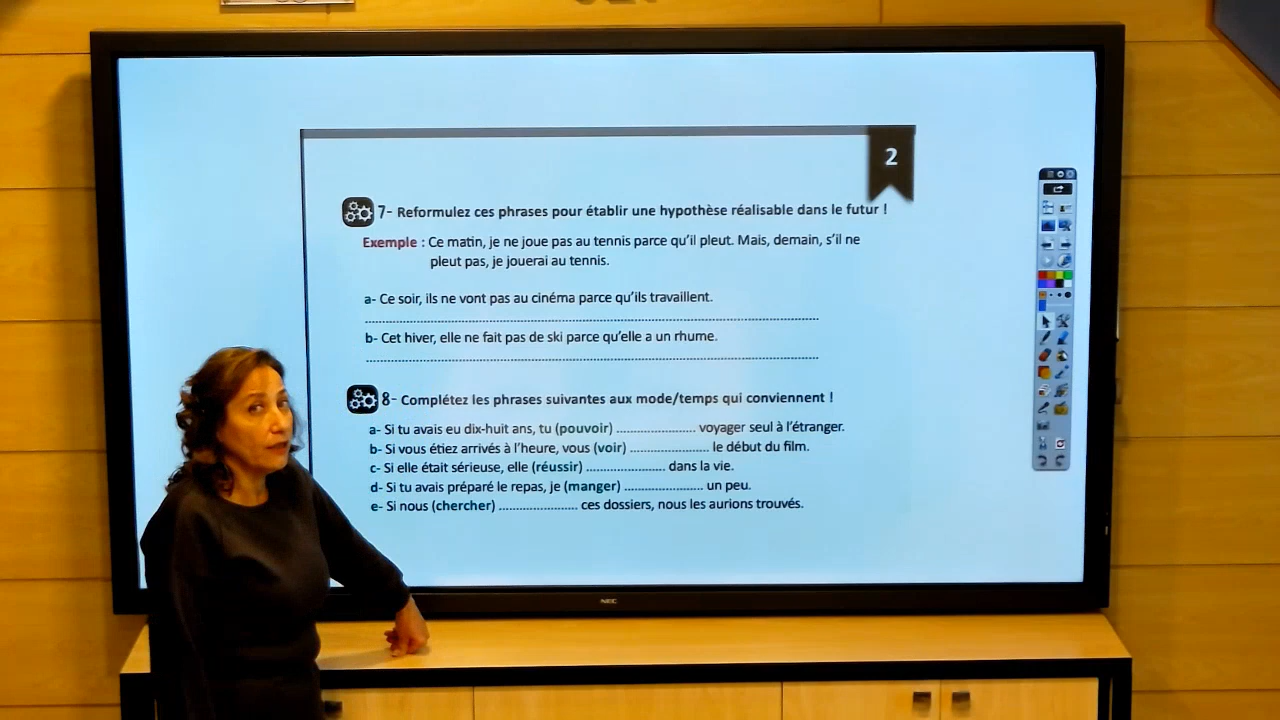 2
7- Reformulez ces phrases pour établir une hypothèse réalisable dans le futur !
Exemple : Ce matin, je ne joue pas au tennis parce qu'il pleut. Mais, demain, s'il ne
pleut pas, je jouerai au tennis.
a- Ce soir, ils ne vont pas au cinéma parce qu'ils travaillent.
b- Cet hiver, elle ne fait pas de ski parce qu'elle a un rhume.
8- Complétez les phrases suivantes aux mode/temps qui conviennent !
a- Si tu avais eu dix-huit ans, tu (pouvoir) ........................ voyager seul à l'étranger.
b- Si vous étiez arrivés à l'heure, vous (voir) ........................ le début du film.
c- Si elle était sérieuse, elle (réussir) ........................ dans la vie.
d- Si tu avais préparé le repas, je (manger) ........................ un peu.
e- Si nous (chercher) ........................ ces dossiers, nous les aurions trouvés.
NEC